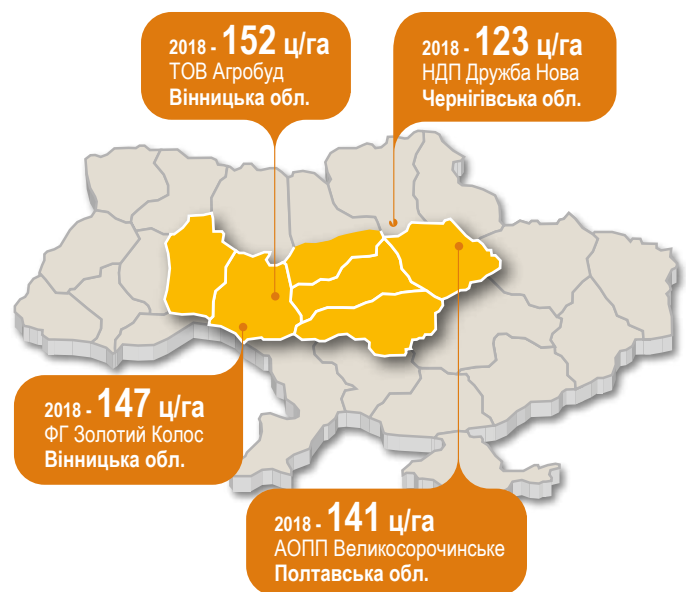 2018 - 152 ц/га
ТОВ Агробуд
Вінницька обл.
2018 - 123 ц/га
НДП Дружба Нова
Чернігівська обл.
2018 - 147 ц/га
ФГ Золотий Колос
Вінницька обл.
2018 - 141 ц/га
АОПП Великосорочинське
Полтавська обл.